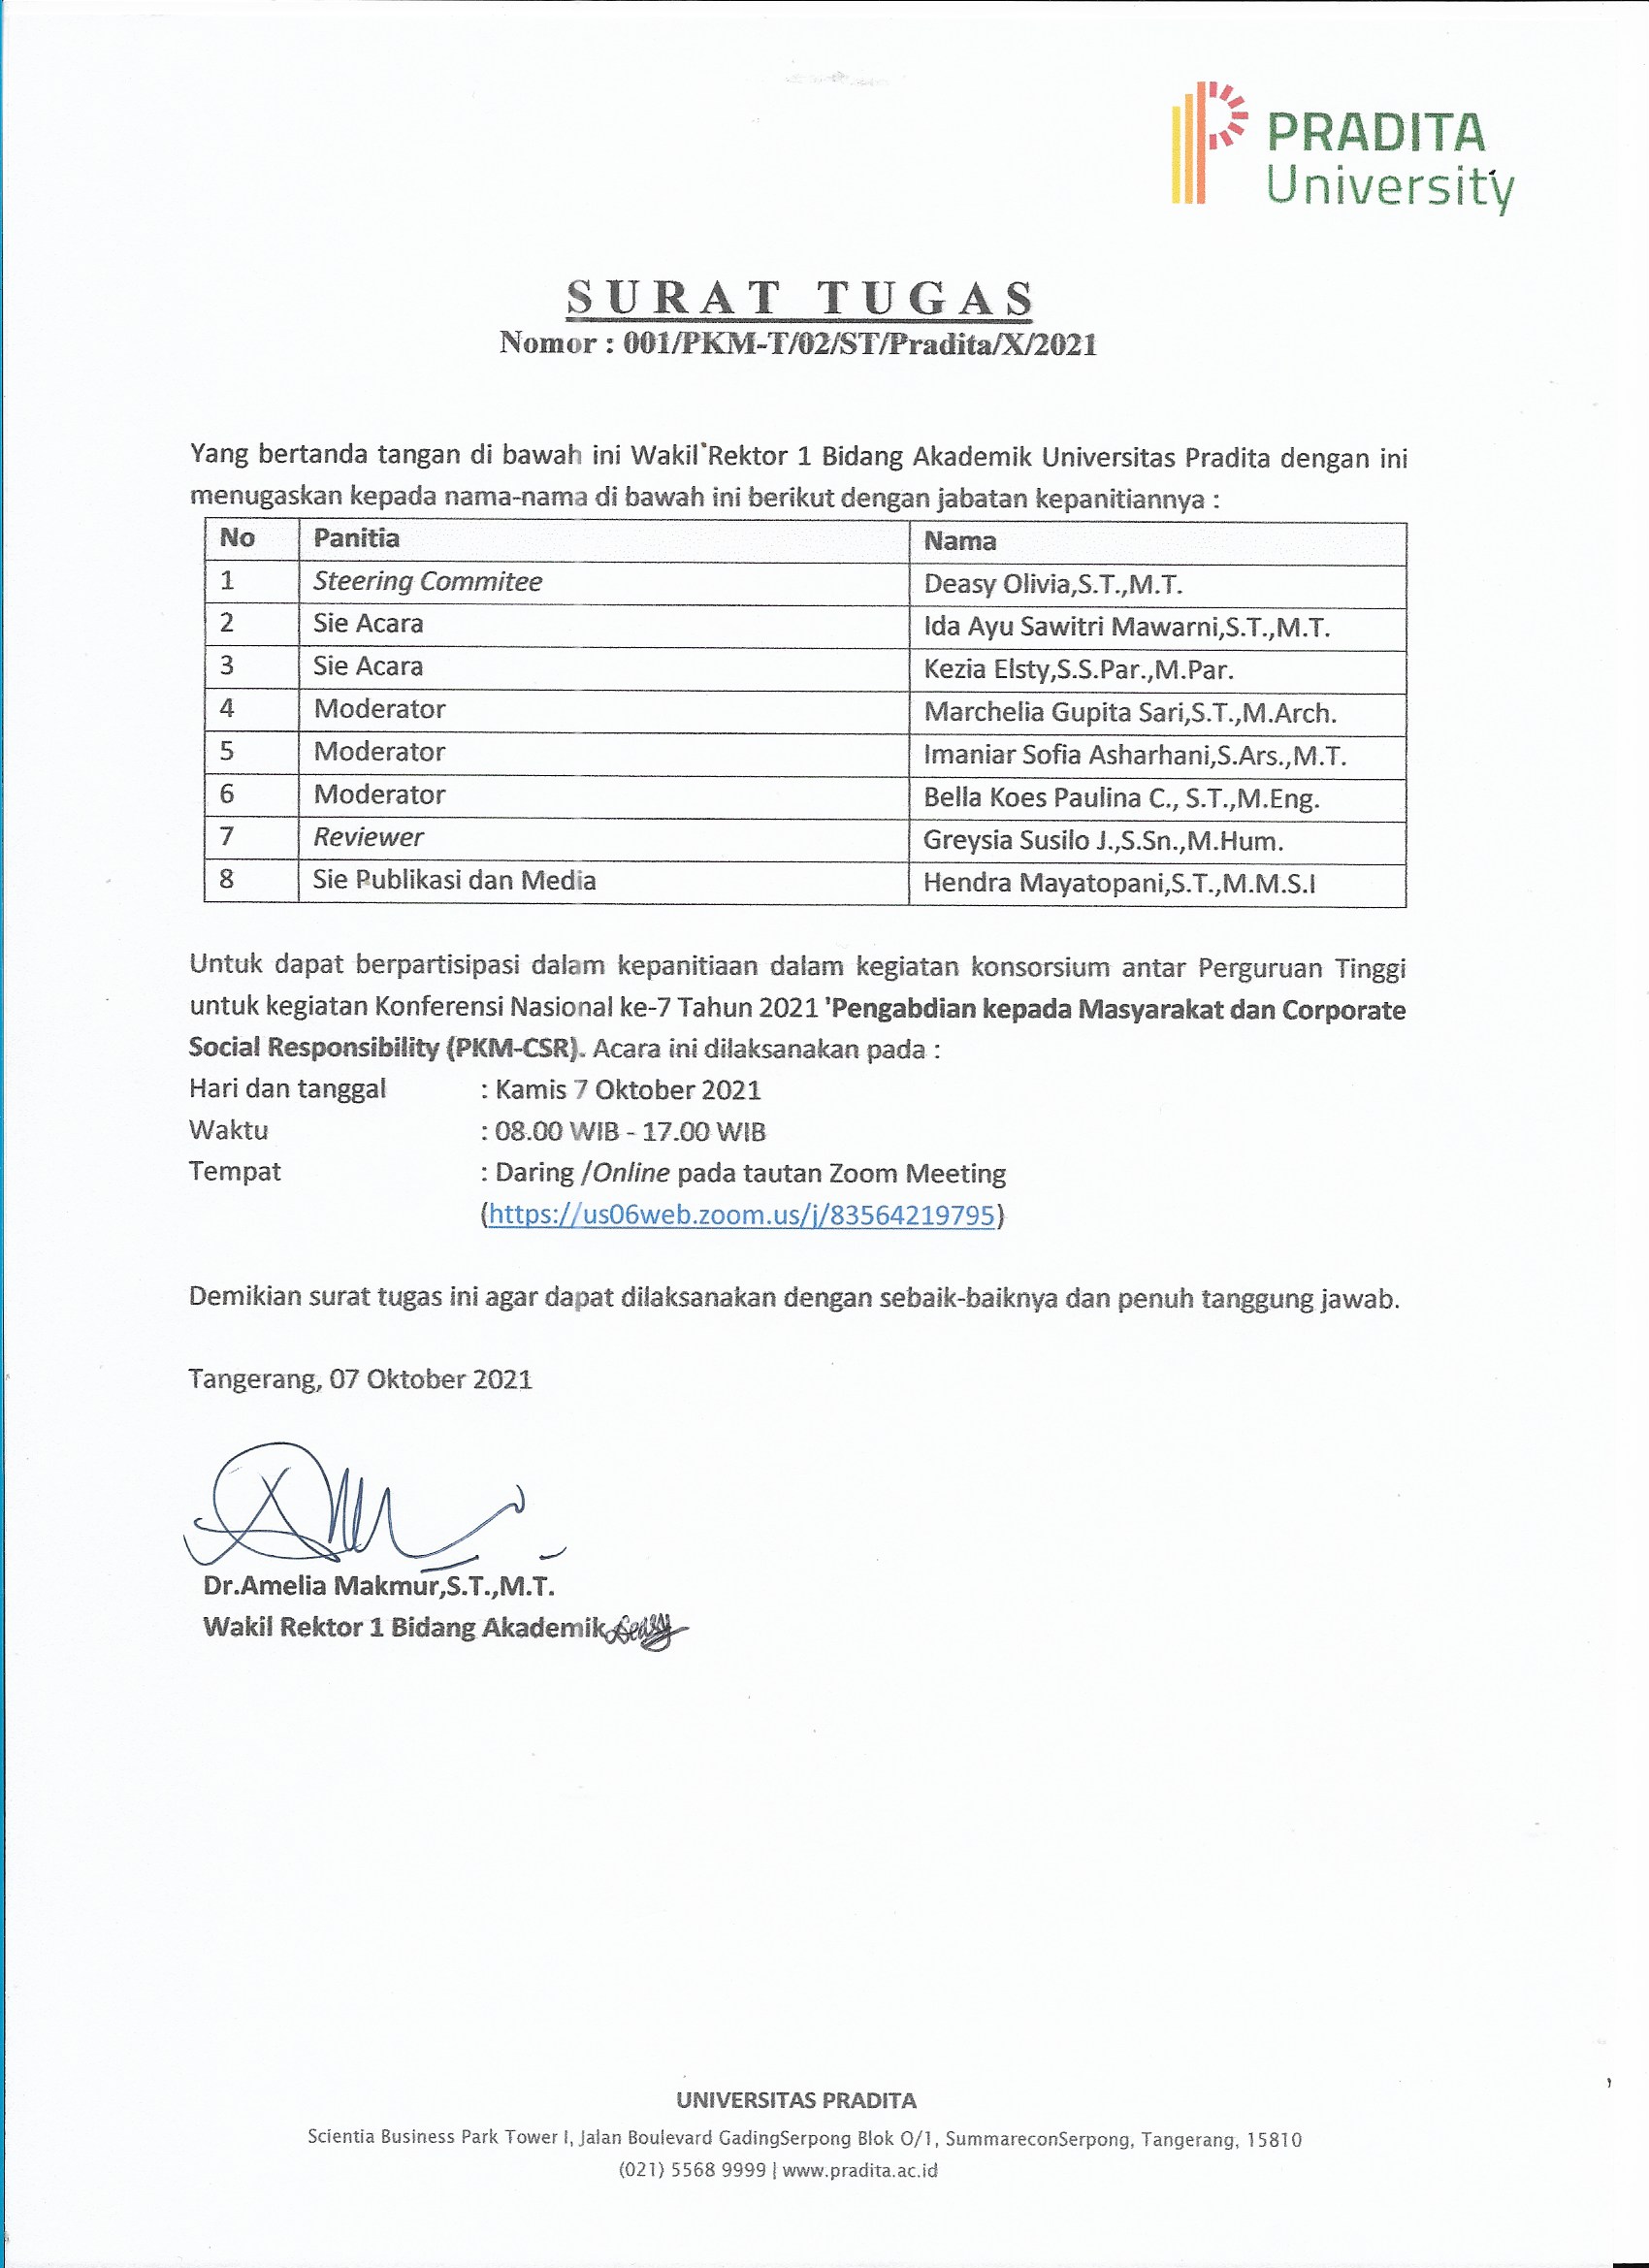 PRADITA
University
SURAT TUGAS
Nomor : 001/PKM-T/02/ST/Pradita/X/2021
Yang bertanda tangan di bawah ini Wakil Rektor 1 Bidang Akademik Universitas Pradita dengan ini
menugaskan kepada nama-nama di bawah ini berikut dengan jabatan kepanitiannya :
No Panitia Nama
1 Steering Commitee Deasy Olivia,S.T.,M.T.
2 Sie Acara Ida Ayu Sawitri Mawarni,S.T.,M.T.
3 Sie Acara Kezia Elsty,S.S.Par.,M.Par.
4 Moderator Marchelia Gupita Sari,S.T.,M.Arch.
5 Moderator Imaniar Sofia Asharhani,S.Ars.,M.T.
6 Moderator Bella Koes Paulina C., S.T.,M.Eng.
7 Reviewer Greysia Susilo J.,S.Sn.,M.Hum.
8 Sie Publikasi dan Media Hendra Mayatopani,S.T.,M.M.S.I
Untuk dapat berpartisipasi dalam kepanitiaan dalam kegiatan konsorsium antar Perguruan Tinggi
untuk kegiatan Konferensi Nasional ke-7 Tahun 2021 'Pengabdian kepada Masyarakat dan Corporate
Social Responsibility (PKM-CSR). Acara ini dilaksanakan pada :
Hari dan tanggal : Kamis 7 Oktober 2021
Waktu : 08.00 WIB - 17.00 WIB
Tempat : Daring /Online pada tautan Zoom Meeting
(https://us06web.zoom.us/j/83564219795)
Demikian surat tugas ini agar dapat dilaksanakan dengan sebaik-baiknya dan penuh tanggung jawab.
Tangerang, 07 Oktober 2021
Dr.Amelia Makmur,S.T.,M.T.
Wakil Rektor 1 Bidang Akademik
UNIVERSITAS PRADITA
Scientia Business Park Tower I, Jalan Boulevard GadingSerpong Blok O/1, SummareconSerpong, Tangerang, 15810
(021) 5568 9999 | www.pradita.ac.id